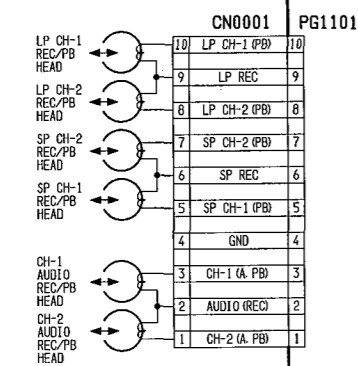 CN0001 PG1101
LP CH-1
REC/PB
HEAD
10 LP CH-1 (PB) 10
9 LP REC 9
LP CH-2
REC/PB
HEAD
8 LP CH-2 (PB) 8
SP CH-2
REC/PB
HEAD
7 SP CH-2 (PB) 7
6 SP REC 6
SP CH-1
REC/PB
HEAD
5 SP CH-1 (PB) 5
4 GND 4
CH-1
AUDIO
REC/PB
HEAD
3 CH-1 (A. PB) 3
2 AUDIO (REC) 2
CH-2
AUDIO
REC/PB
HEAD
1 CH-2 (A. PB) 1